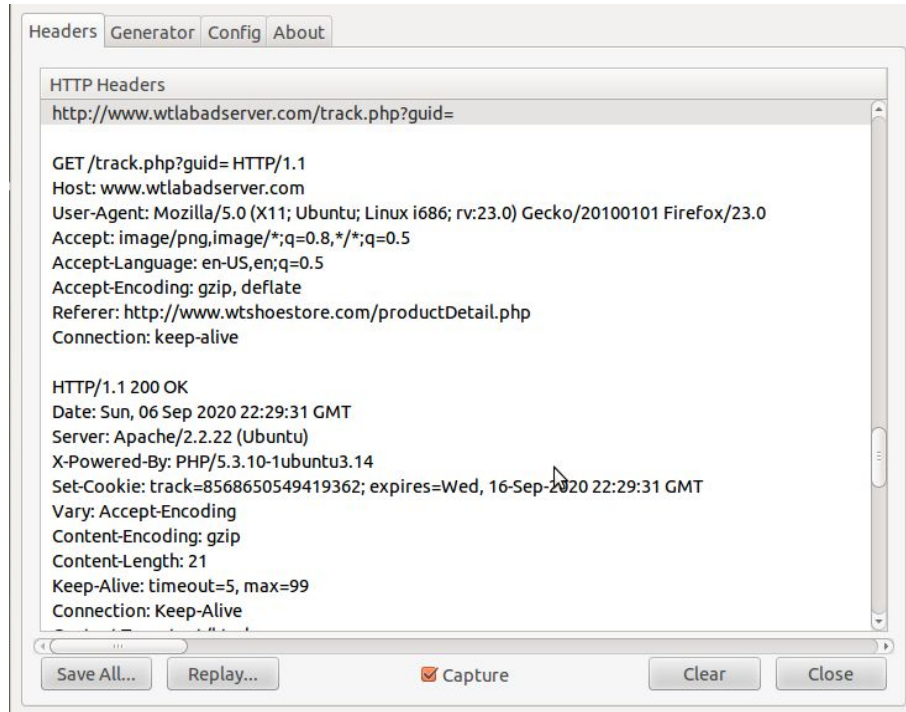 Headers Generator Config About
HTTP Headers
http://www.wtlabadserver.com/track.php?guid=
GET /track.php?guid= HTTP/1.1
Host: www.wtlabadserver.com
User-Agent: Mozilla/5.0 (X11; Ubuntu; Linux i686; rv:23.0) Gecko/20100101 Firefox/23.0
Accept: image/png,image/*;q=0.8,*/*;q=0.5
Accept-Language: en-US,en;q=0.5
Accept-Encoding: gzip, deflate
Referer: http://www.wtshoestore.com/productDetail.php
Connection: keep-alive
HTTP/1.1 200 OK
Date: Sun, 06 Sep 2020 22:29:31 GMT
Server: Apache/2.2.22 (Ubuntu)
X-Powered-By: PHP/5.3.10-1ubuntu3.14
Set-Cookie: track=8568650549419362; expires=Wed, 16-Sep-2020 22:29:31 GMT
Vary: Accept-Encoding
Content-Encoding: gzip
Content-Length: 21
Keep-Alive: timeout=5, max=99
Connection: Keep-Alive
Save All... Replay... Capture Clear Close